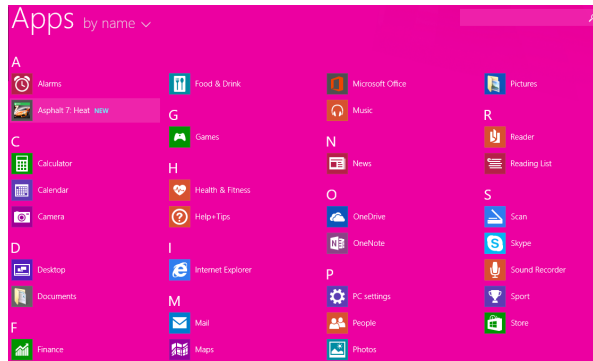 Apps by name
A
Alarms
Asphalt 7: Heat NEW
C
Calculator
Calendar
Camera
D
Desktop
Documents
F
Finance
Food & Drink
G
Games
H
Health & Fitness
Help+Tips
I
Internet Explorer
M
Mail
Maps
Microsoft Office
Music
N
News
O
OneDrive
OneNote
P
PC settings
People
Photos
Pictures
R
Reader
Reading List
S
Scan
Skype
Sound Recorder
Sport
Store